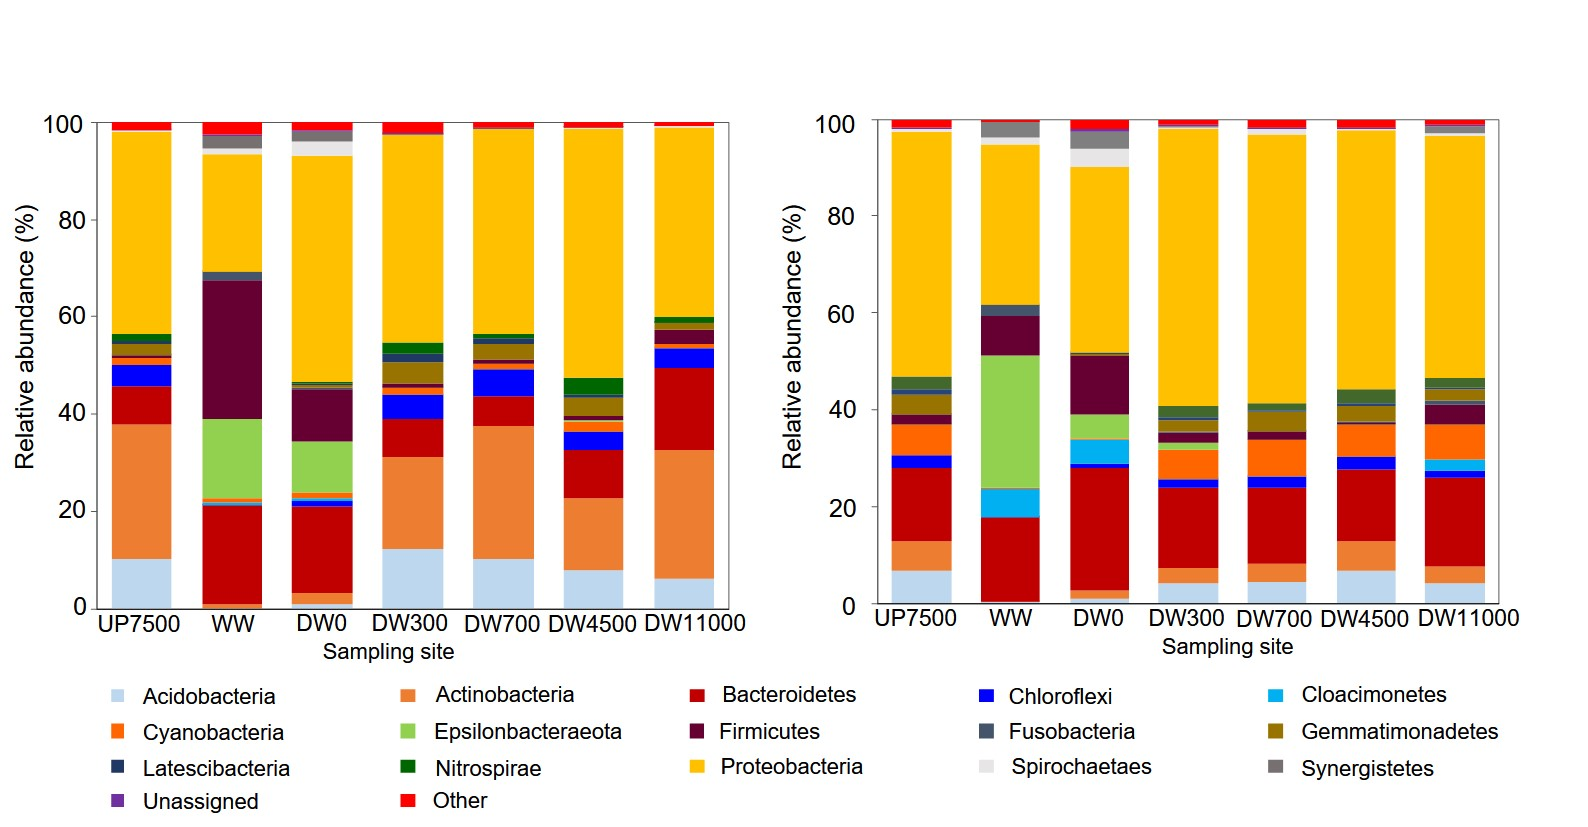 100
80
60
40
20
0
Relative abundance (%)
UP7500 WW DW0 DW300 DW700 DW4500 DW11000
Sampling site
100
80
60
40
20
0
Relative abundance (%)
UP7500 WW DW0 DW300 DW700 DW4500 DW11000
Sampling site
Acidobacteria Actinobacteria Bacteroidetes Chloroflexi Cloacimonetes
Cyanobacteria Epsilonbacteraeota Firmicutes Fusobacteria Gemmatimonadetes
Latescibacteria Nitrospirae Proteobacteria Spirochaetaes Synergistetes
Unassigned Other